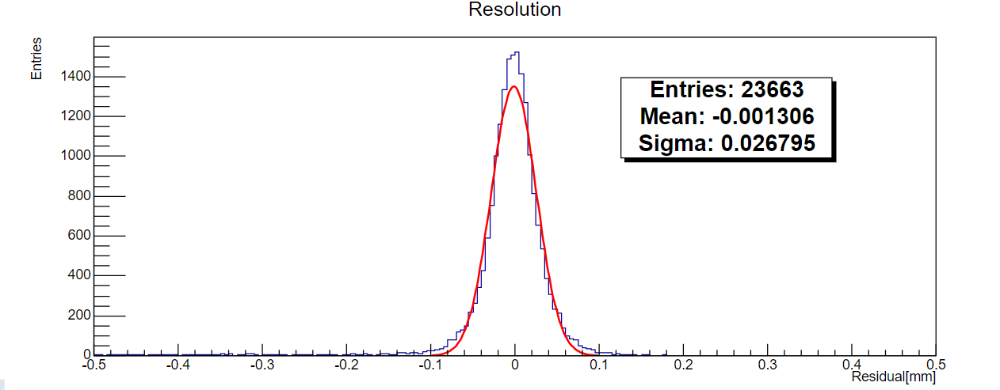 Resolution
Entries
1400
1200
1000
800
600
400
200
0
Entries: 23663
Mean: -0.001306
Sigma: 0.026795
-0.5 -0.4 -0.3 -0.2 -0.1 0 0.1 0.2 0.3 0.4 0.5
Residual[mm]